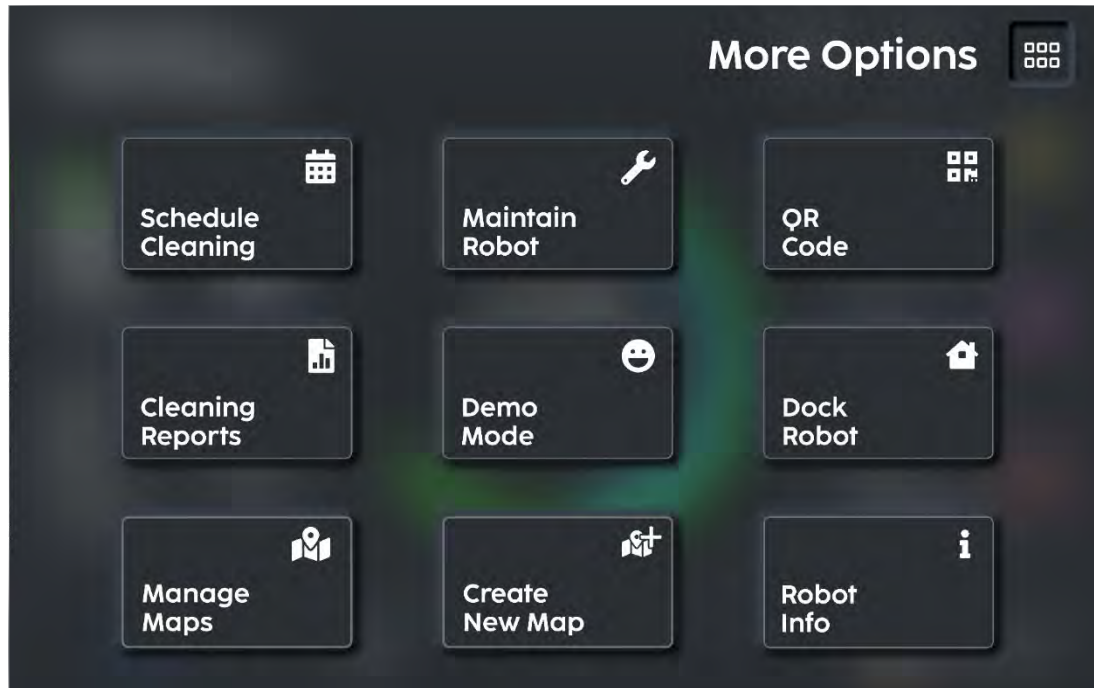 More Options
Schedule
Cleaning
Maintain
Robot
QR
Code
Cleaning
Reports
Demo
Mode
Dock
Robot
Manage
Maps
Create
New Map
Robot
Info